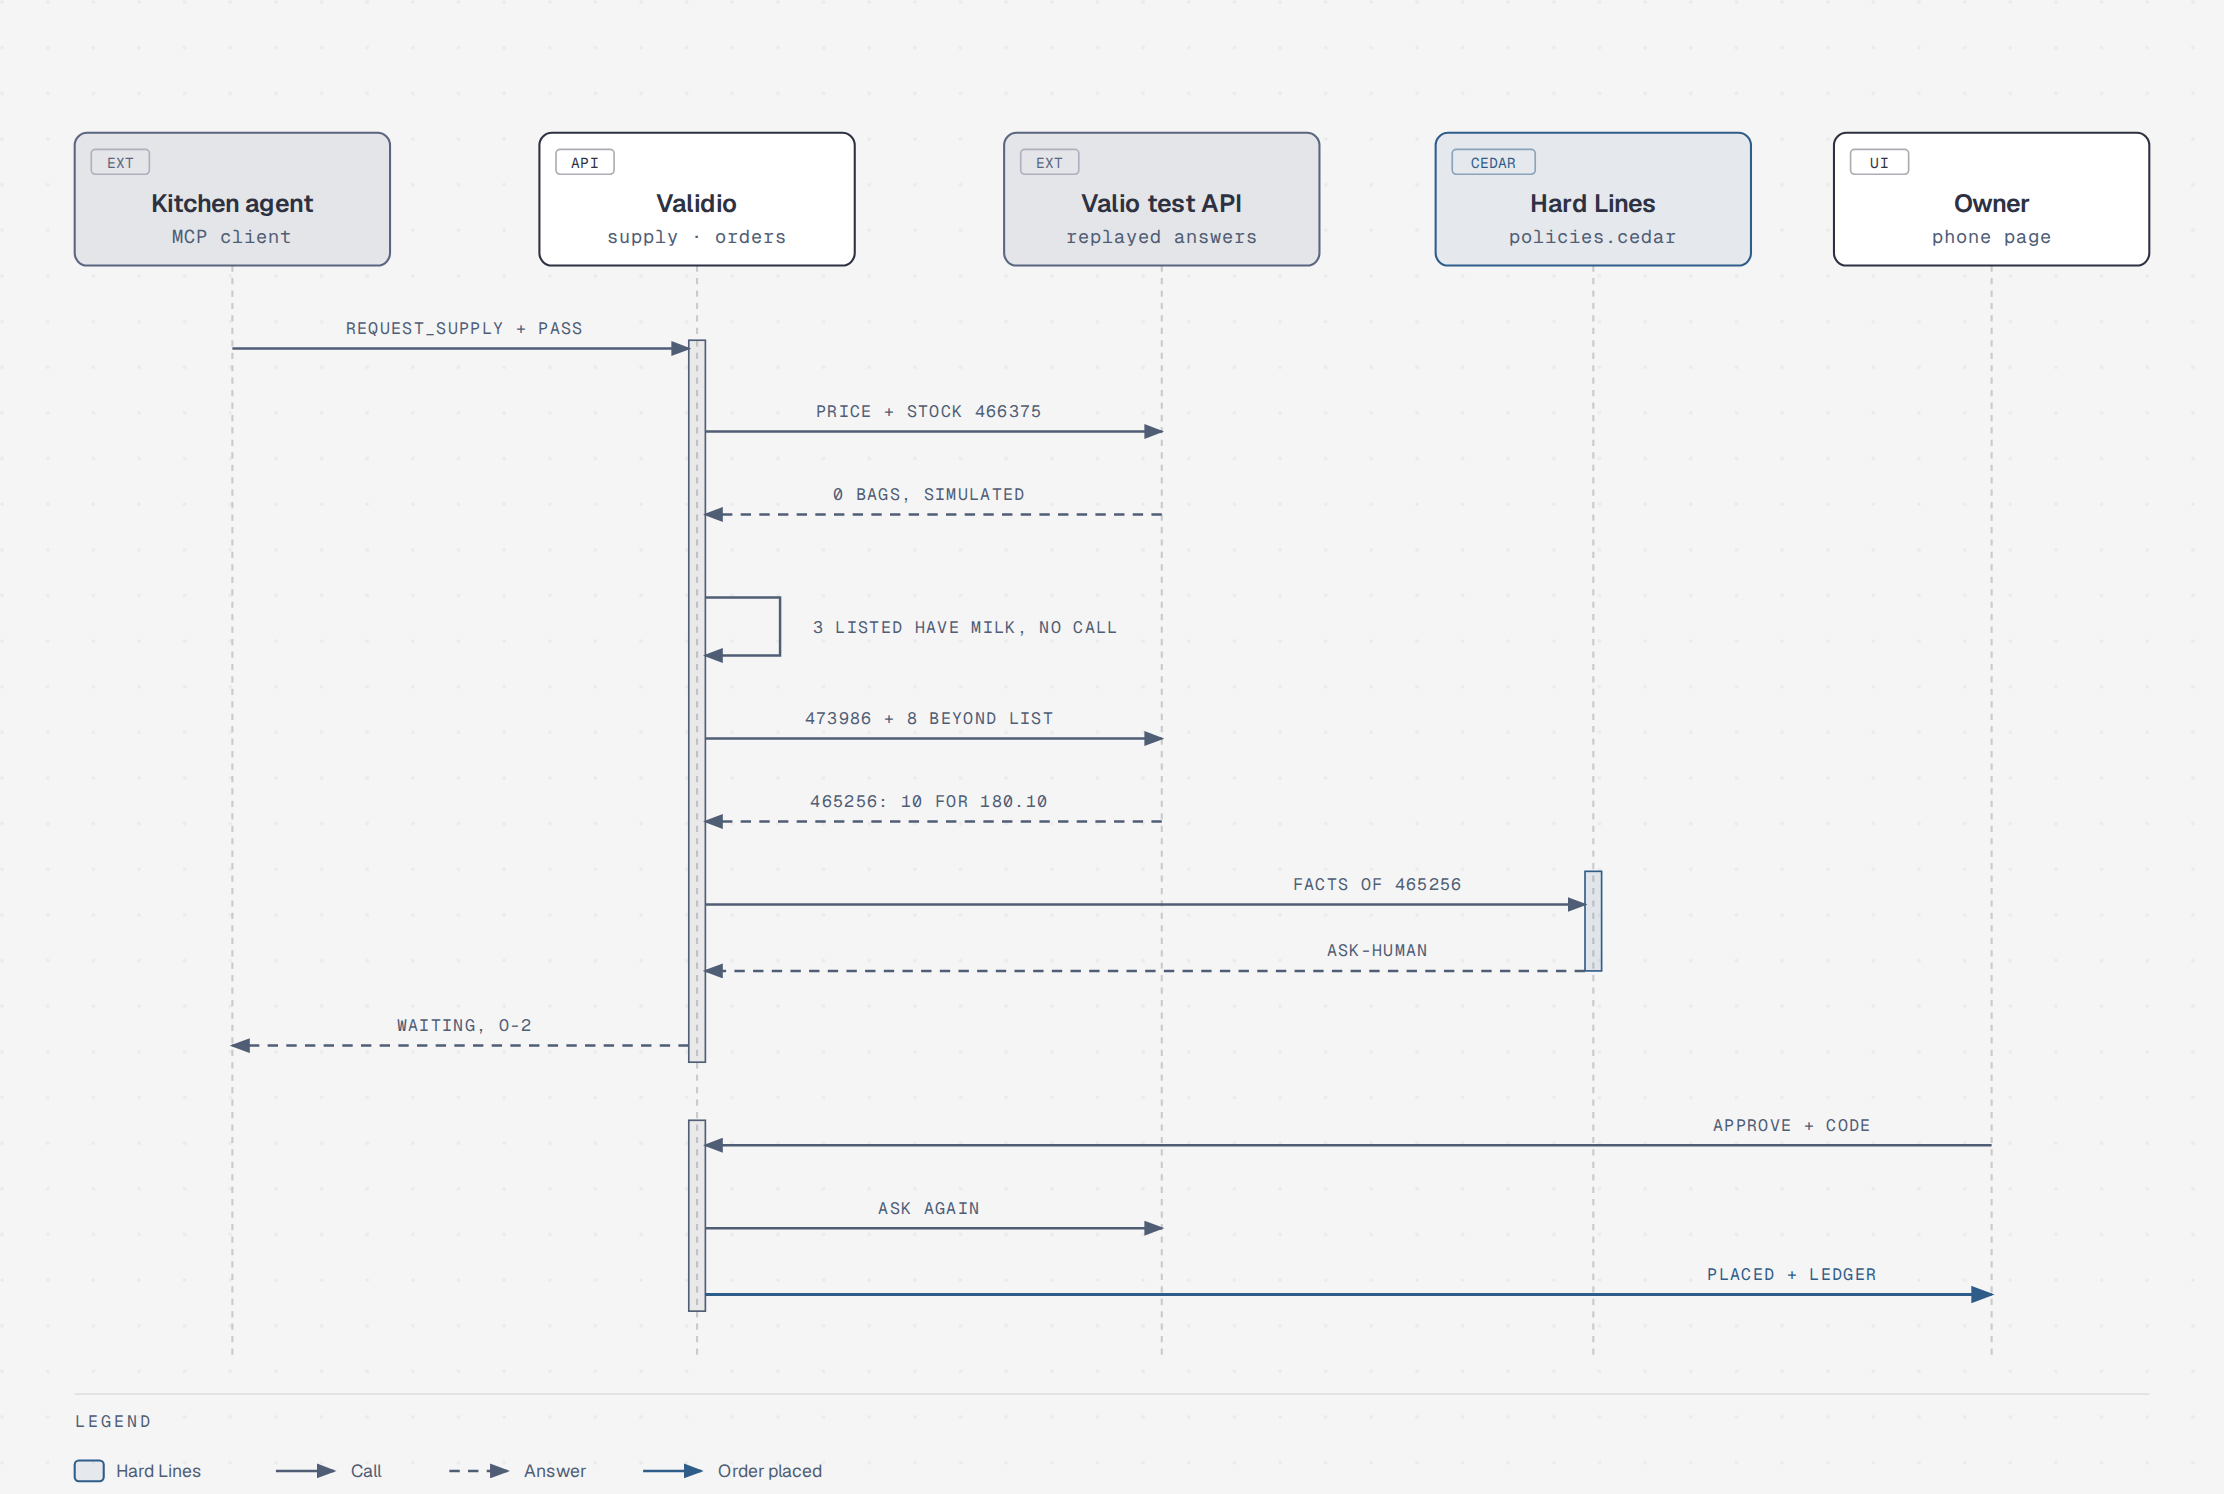 EXT
Kitchen agent
MCP client
API
Validio
supply · orders
EXT
Valio test API
replayed answers
CEDAR
Hard Lines
policies.cedar
UI
Owner
phone page
REQUEST_SUPPLY + PASS
PRICE + STOCK 466375
0 BAGS, SIMULATED
3 LISTED HAVE MILK, NO CALL
473986 + 8 BEYOND LIST
465256: 10 FOR 180.10
FACTS OF 465256
ASK-HUMAN
WAITING, O-2
APPROVE + CODE
ASK AGAIN
PLACED + LEDGER
LEGEND
Hard Lines
Call
Answer
Order placed